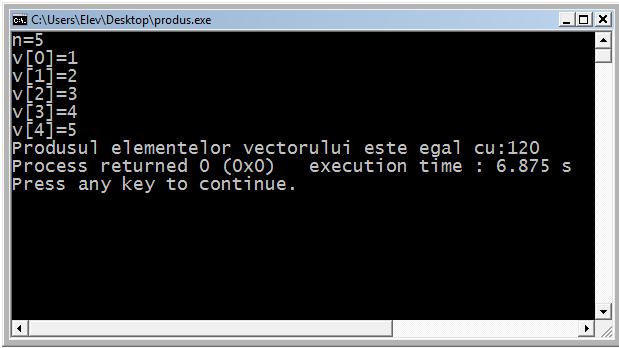 C:\Users\Elev\Desktop\produs.exe
n=5
v[0]=1
v[1]=2
v[2]=3
v[3]=4
v[4]=5
Produsul elementelor vectorului este egal cu:120
Process returned 0 (0x0)   execution time : 6.875 s
Press any key to continue.